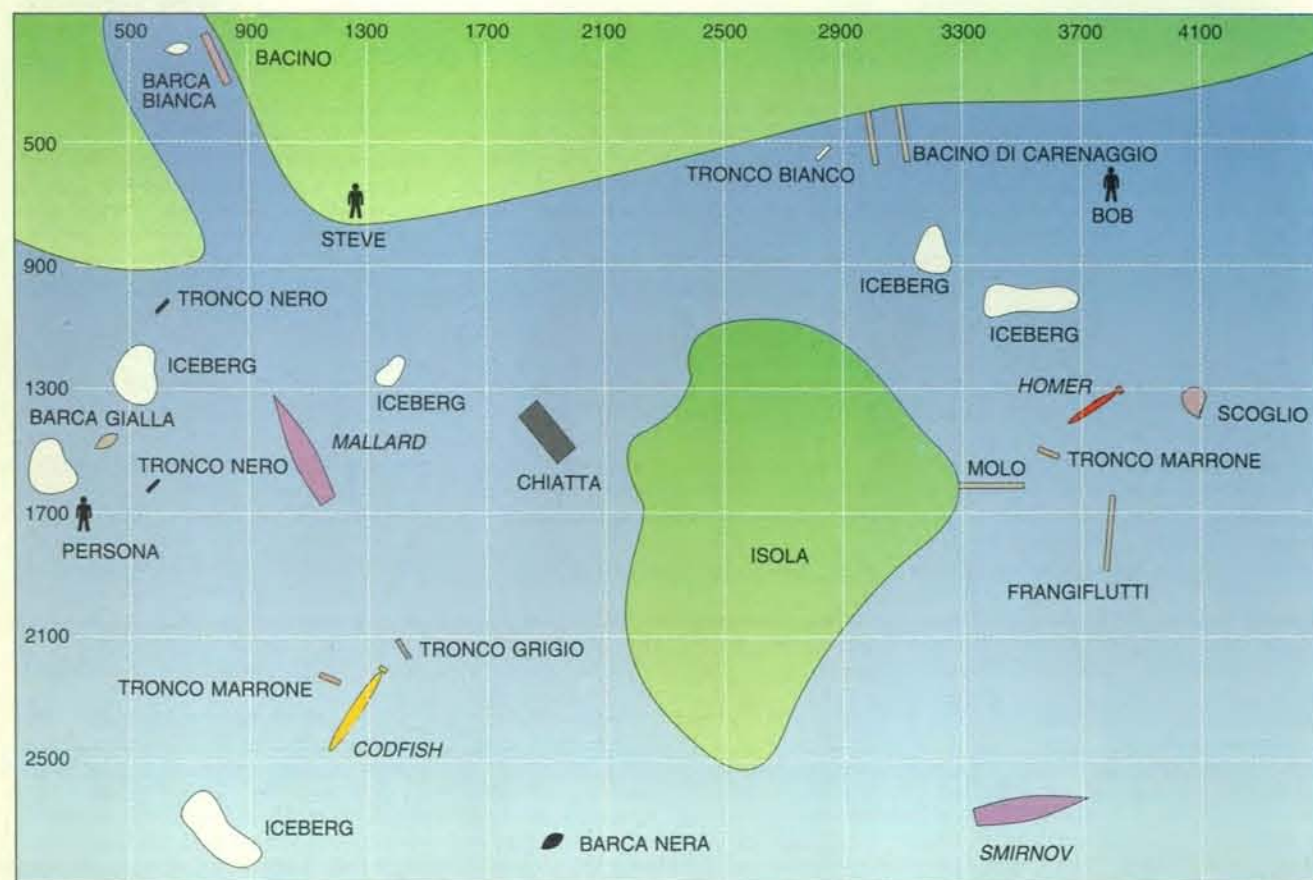 500 900 1300 1700 2100 2500 2900 3300 3700 4100
BACINO
BARCA
BIANCA
500
TRONCO BIANCO
BACINO DI CARENAGGIO
BOB
STEVE
900
ICEBERG
TRONCO NERO
ICEBERG
ICEBERG
1300
HOMER
ICEBERG
BARCA GIALLA
SCOGLIO
MALLARD
TRONCO NERO
TRONCO MARRONE
MOLO
CHIATTA
1700
PERSONA
ISOLA
FRANGIFLUTTI
2100
TRONCO GRIGIO
TRONCO MARRONE
CODFISH
2500
ICEBERG
BARCA NERA
SMIRNOV